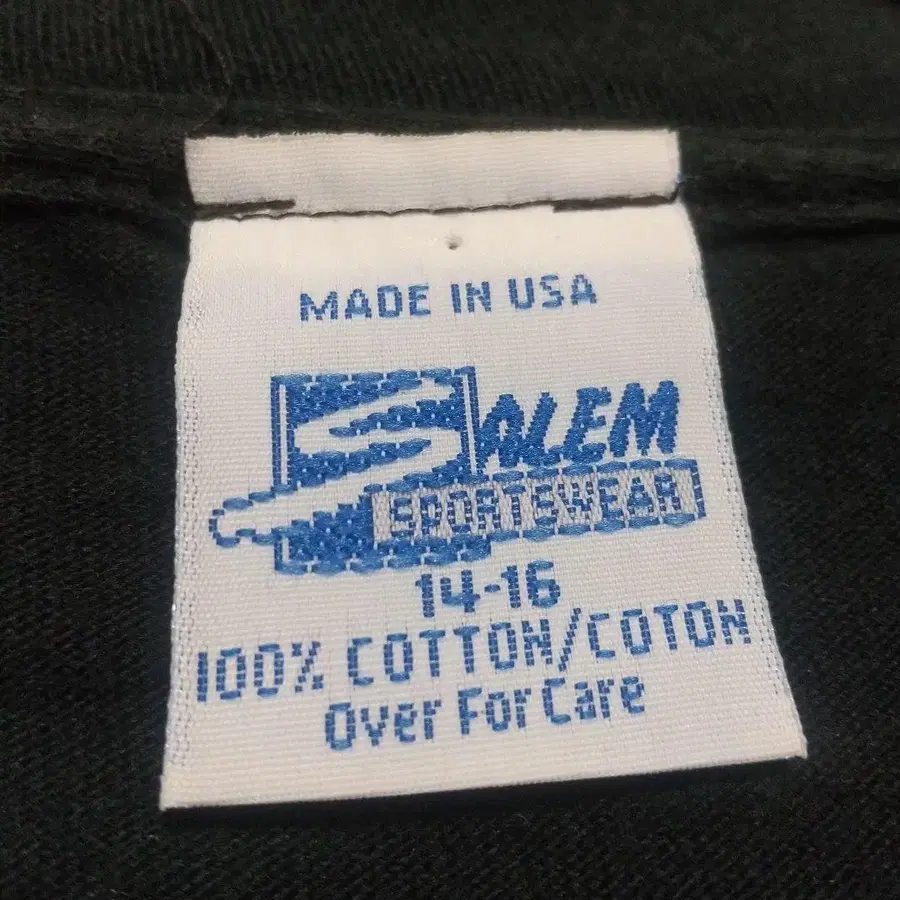 MADE IN USA
SALEM
SPORTSWEAR
14-16
100% COTTON/COTON
Over For Care